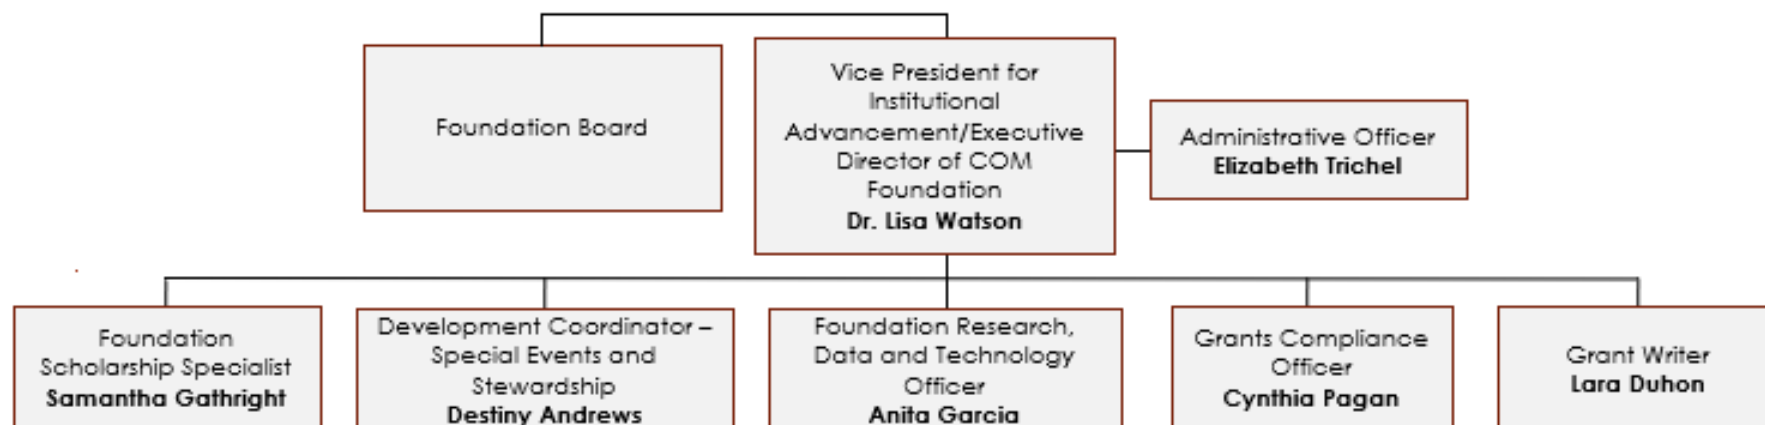 Foundation Board
Vice President for
Institutional
Advancement/Executive
Director of COM
Foundation
Dr. Lisa Watson
Administrative Officer
Elizabeth Trichel
Foundation
Scholarship Specialist
Samantha Gathright
Development Coordinator –
Special Events and
Stewardship
Destiny Andrews
Foundation Research,
Data and Technology
Officer
Anita Garcia
Grants Compliance
Officer
Cynthia Pagan
Grant Writer
Lara Duhon